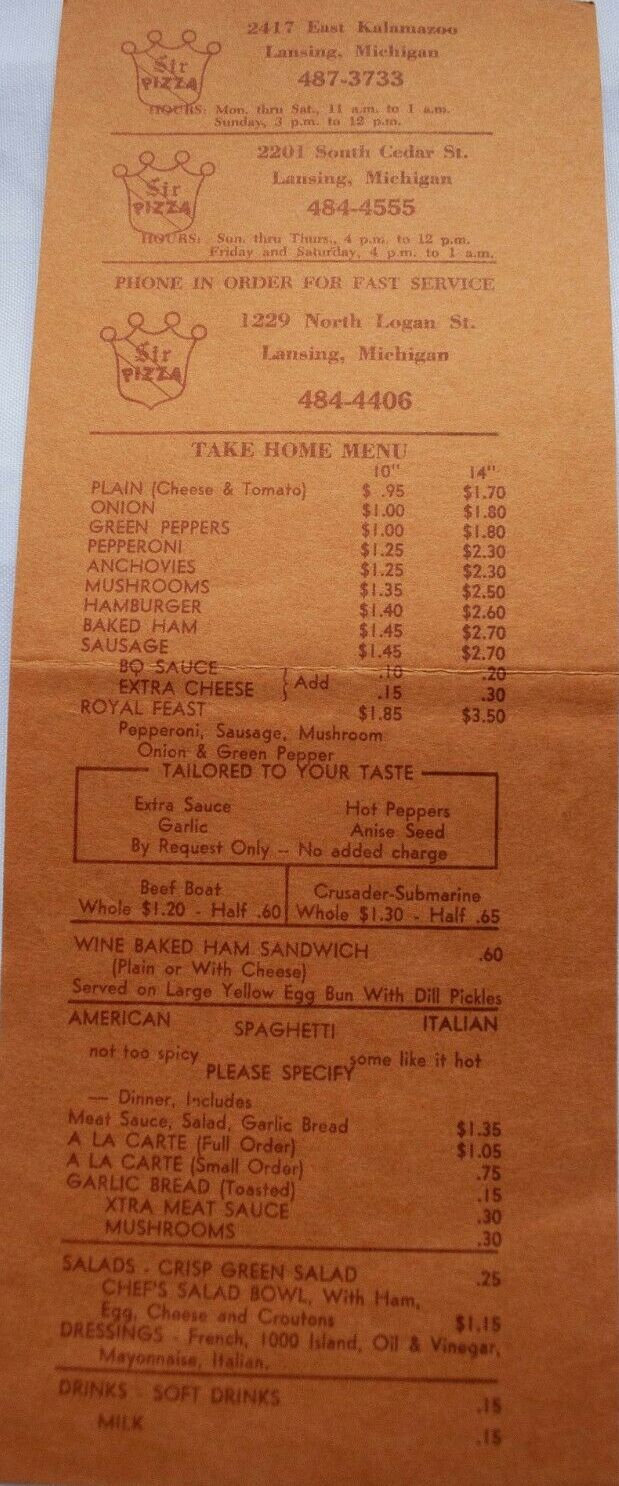 2417 East Kalamazoo
Sir
PIZZA
Lansing, Michigan
487-3733
HOURS: Mon. thru Sat., 11 a.m. to 1 a.m.
Sunday, 3 p.m. to 12 p.m.
2201 South Cedar St.
Sir
PIZZA
Lansing, Michigan
484-4555
HOURS: Sun. thru Thurs., 4 p.m. to 12 p.m.
Friday and Saturday, 4 p.m. to 1 a.m.
PHONE IN ORDER FOR FAST SERVICE
1229 North Logan St.
Sir
PIZZA
Lansing, Michigan
484-4406
TAKE HOME MENU
10" 14"
PLAIN (Cheese & Tomato) $ .95 $1.70
ONION $1.00 $1.80
GREEN PEPPERS $1.00 $1.80
PEPPERONI $1.25 $2.30
ANCHOVIES $1.25 $2.30
MUSHROOMS $1.35 $2.50
HAMBURGER $1.40 $2.60
BAKED HAM $1.45 $2.70
SAUSAGE $1.45 $2.70
BQ SAUCE .10 .20
Add
EXTRA CHEESE .15 .30
ROYAL FEAST $1.85 $3.50
Pepperoni, Sausage, Mushroom
Onion & Green Pepper
TAILORED TO YOUR TASTE
Extra Sauce Hot Peppers
Garlic Anise Seed
By Request Only — No added charge
Beef Boat Crusader-Submarine
Whole $1.20 - Half .60 Whole $1.30 - Half .65
WINE BAKED HAM SANDWICH .60
(Plain or With Cheese)
Served on Large Yellow Egg Bun With Dill Pickles
AMERICAN SPAGHETTI ITALIAN
not too spicy some like it hot
PLEASE SPECIFY
— Dinner, Includes
Meat Sauce, Salad, Garlic Bread $1.35
A LA CARTE (Full Order) $1.05
A LA CARTE (Small Order) .75
GARLIC BREAD (Toasted) .15
XTRA MEAT SAUCE .30
MUSHROOMS .30
SALADS - CRISP GREEN SALAD .25
CHEF'S SALAD BOWL, With Ham,
Egg, Cheese and Croutons $1.15
DRESSINGS - French, 1000 Island, Oil & Vinegar,
Mayonnaise, Italian.
DRINKS - SOFT DRINKS .15
MILK .15